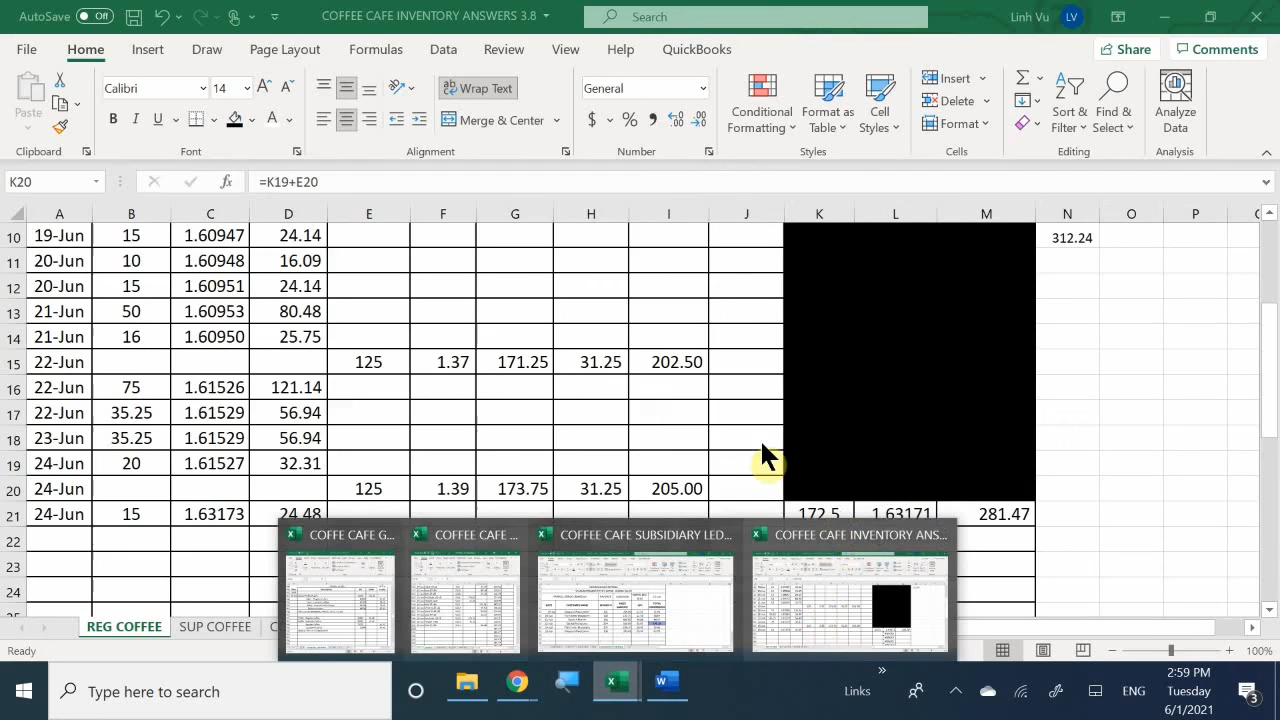 AutoSave Off COFFEE CAFE INVENTORY ANSWERS 3.8 Search Linh Vu LV
File Home Insert Draw Page Layout Formulas Data Review View Help QuickBooks Share Comments
Paste Calibri 14 B I U A Wrap Text Merge & Center General $ % 9 Conditional Formatting Format as Table Cell Styles Insert Delete Format Sort & Filter Find & Select Analyze Data
Clipboard Font Alignment Number Styles Cells Editing Analysis
K20 fx =K19+E20
A B C D E F G H I J K L M N O P
10 19-Jun 15 1.60947 24.14 312.24
11 20-Jun 10 1.60948 16.09
12 20-Jun 15 1.60951 24.14
13 21-Jun 50 1.60953 80.48
14 21-Jun 16 1.60950 25.75
15 22-Jun 125 1.37 171.25 31.25 202.50
16 22-Jun 75 1.61526 121.14
17 22-Jun 35.25 1.61529 56.94
18 23-Jun 35.25 1.61529 56.94
19 24-Jun 20 1.61527 32.31
20 24-Jun 125 1.39 173.75 31.25 205.00
21 24-Jun 15 1.63173 24.48 172.5 1.63171 281.47
22
23
24
COFFE CAFE G... COFFEE CAFE ... COFFEE CAFE SUBSIDIARY LED... COFFEE CAFE INVENTORY ANS...
REG COFFEE SUP COFFEE
Ready 100%
Type here to search Links ENG 2:59 PM
Tuesday
6/1/2021
3